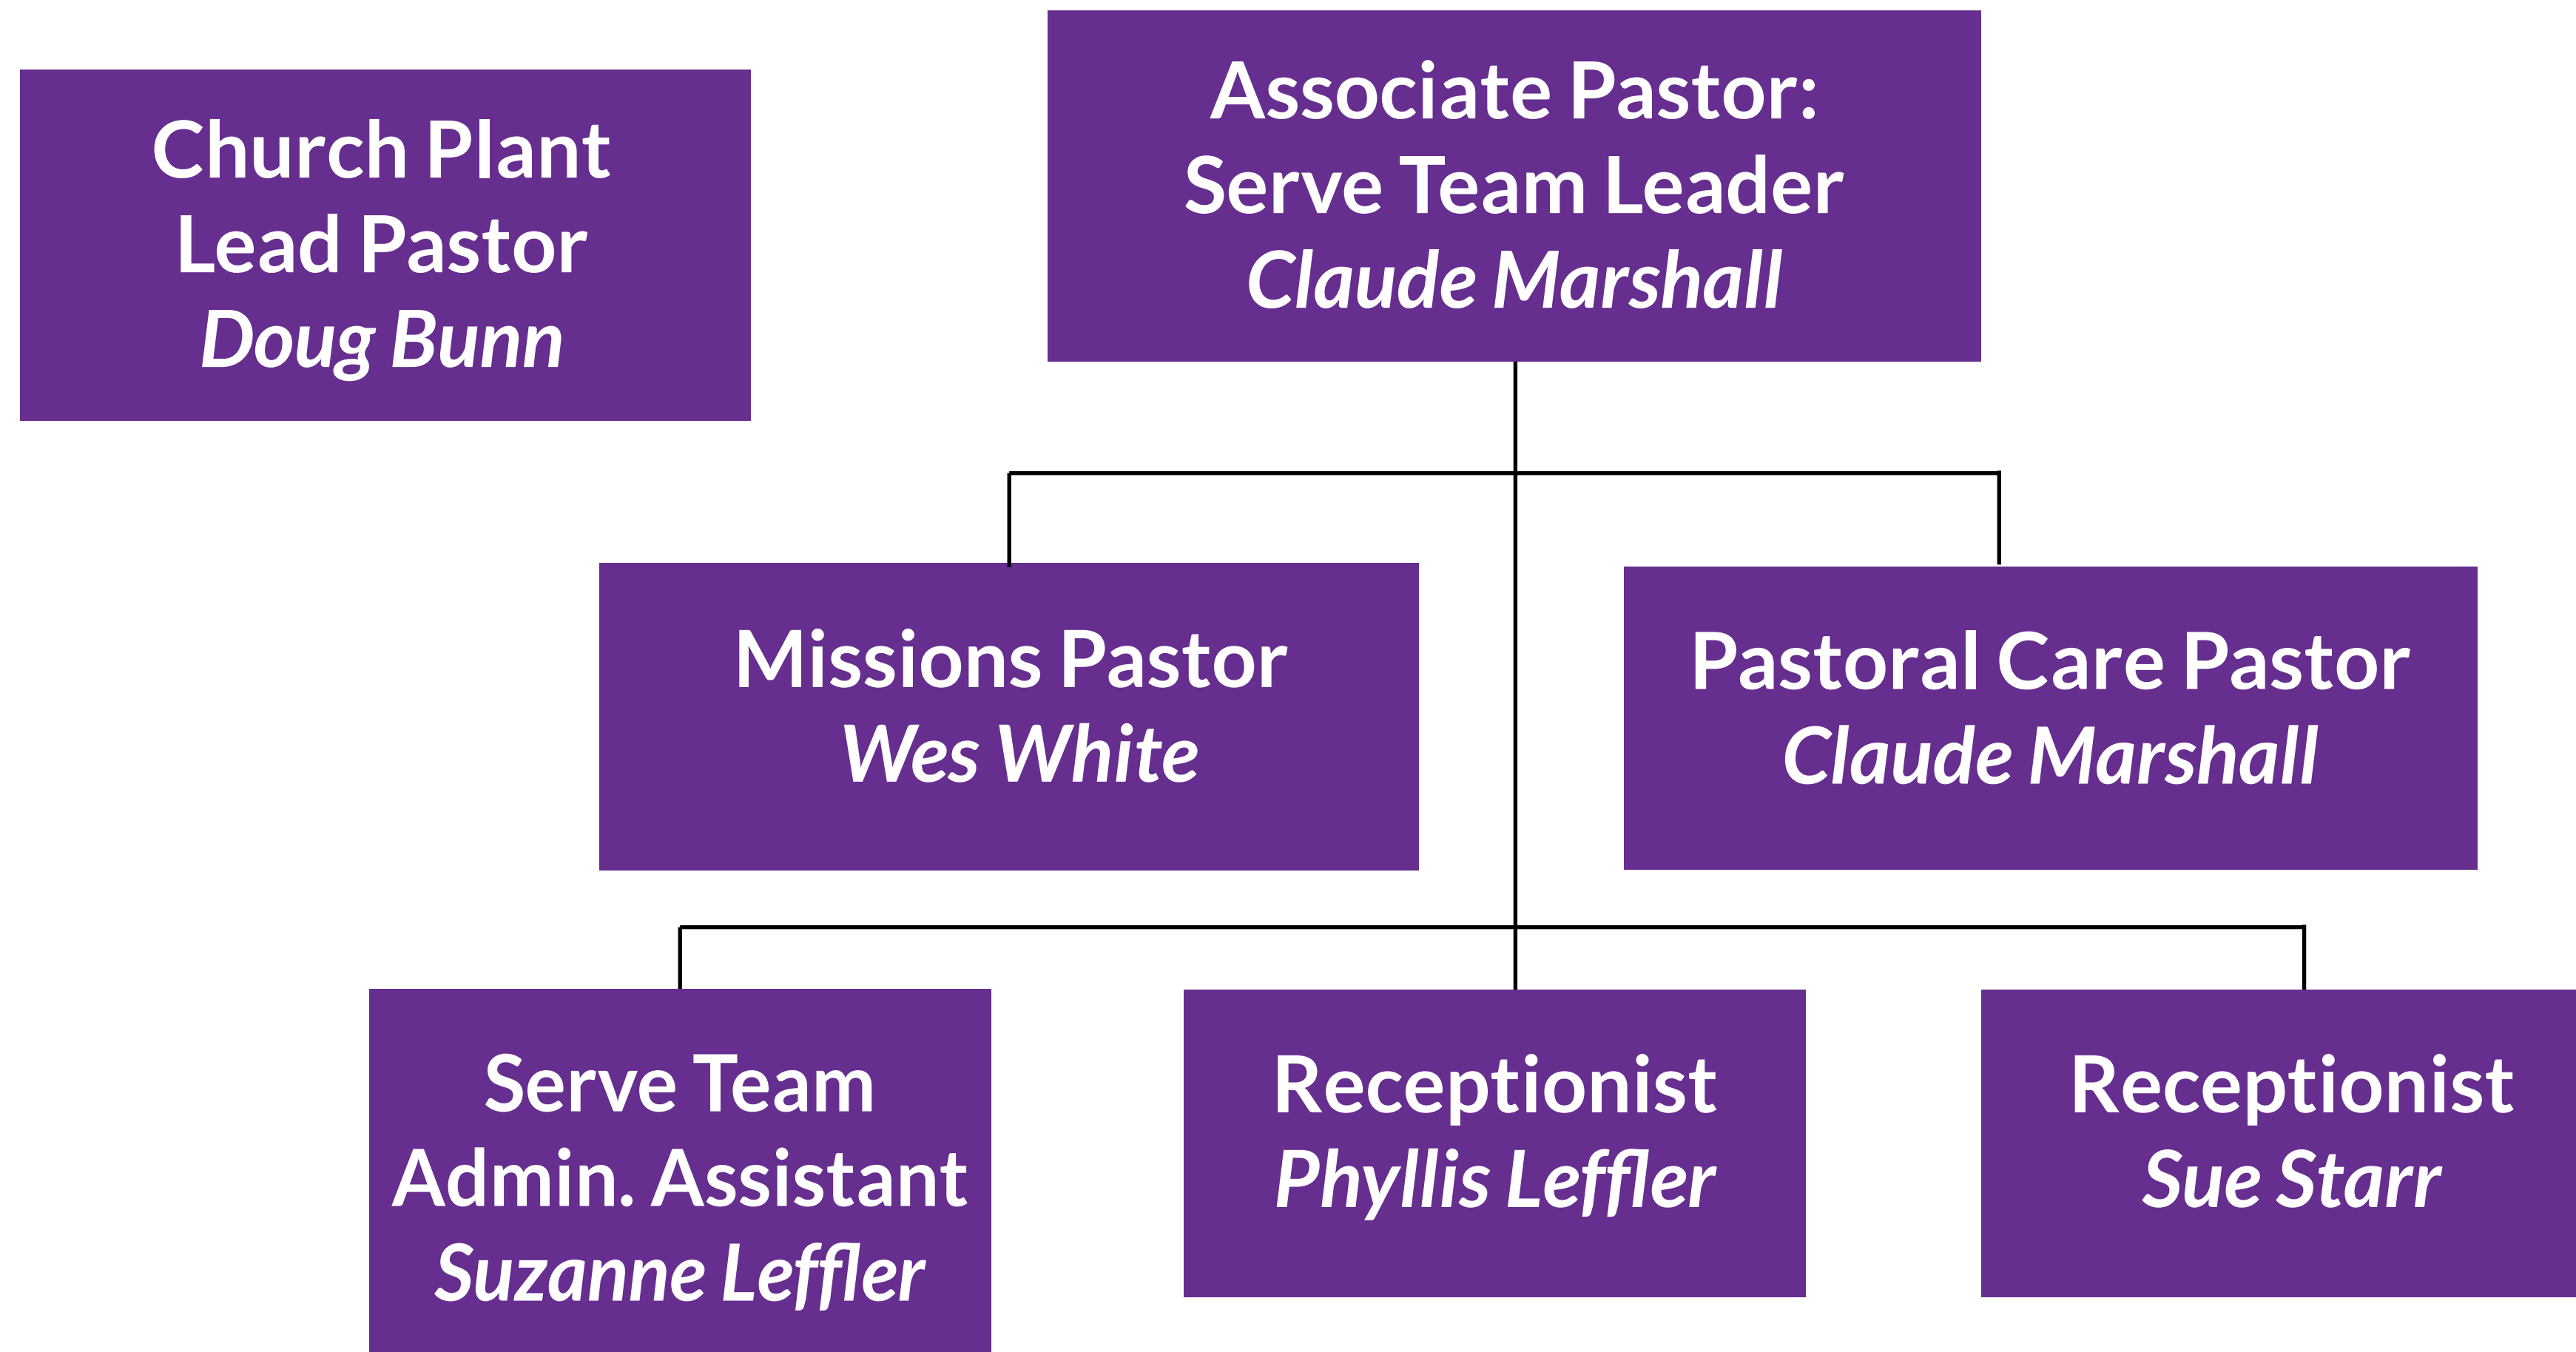 Church Plant
Lead Pastor
Doug Bunn
Associate Pastor:
Serve Team Leader
Claude Marshall
Missions Pastor
Wes White
Pastoral Care Pastor
Claude Marshall
Serve Team
Admin. Assistant
Suzanne Leffler
Receptionist
Phyllis Leffler
Receptionist
Sue Starr